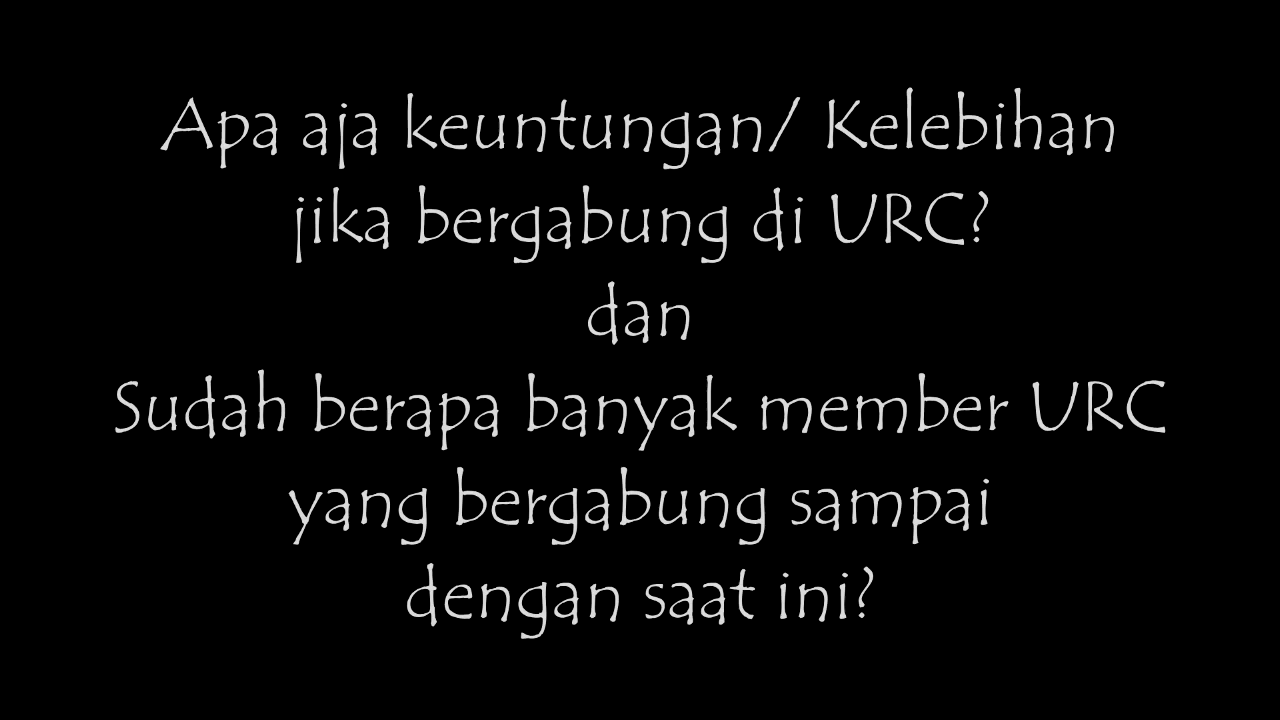 Apa aja keuntungan/ Kelebihan
jika bergabung di URC?
dan
Sudah berapa banyak member URC
yang bergabung sampai
dengan saat ini?